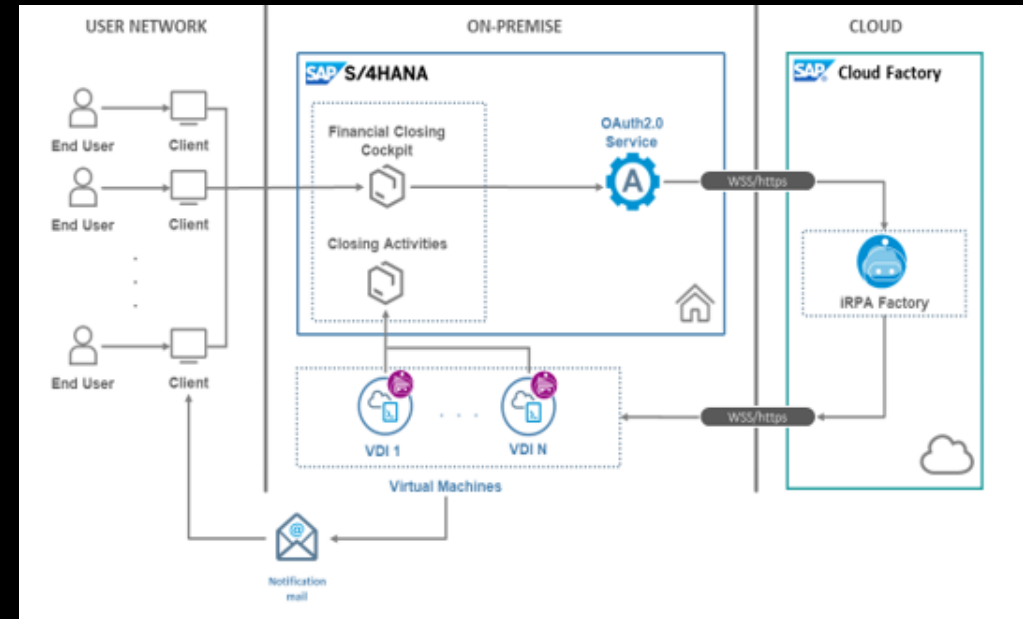 USER NETWORK
ON-PREMISE
CLOUD
SAP S/4HANA
SAP Cloud Factory
End User
Client
End User
Client
End User
Client
Financial Closing
Cockpit
OAuth2.0
Service
A
WSS/https
Closing Activities
iRPA Factory
WSS/https
VDI 1
VDI N
Virtual Machines
@
Notification
mail